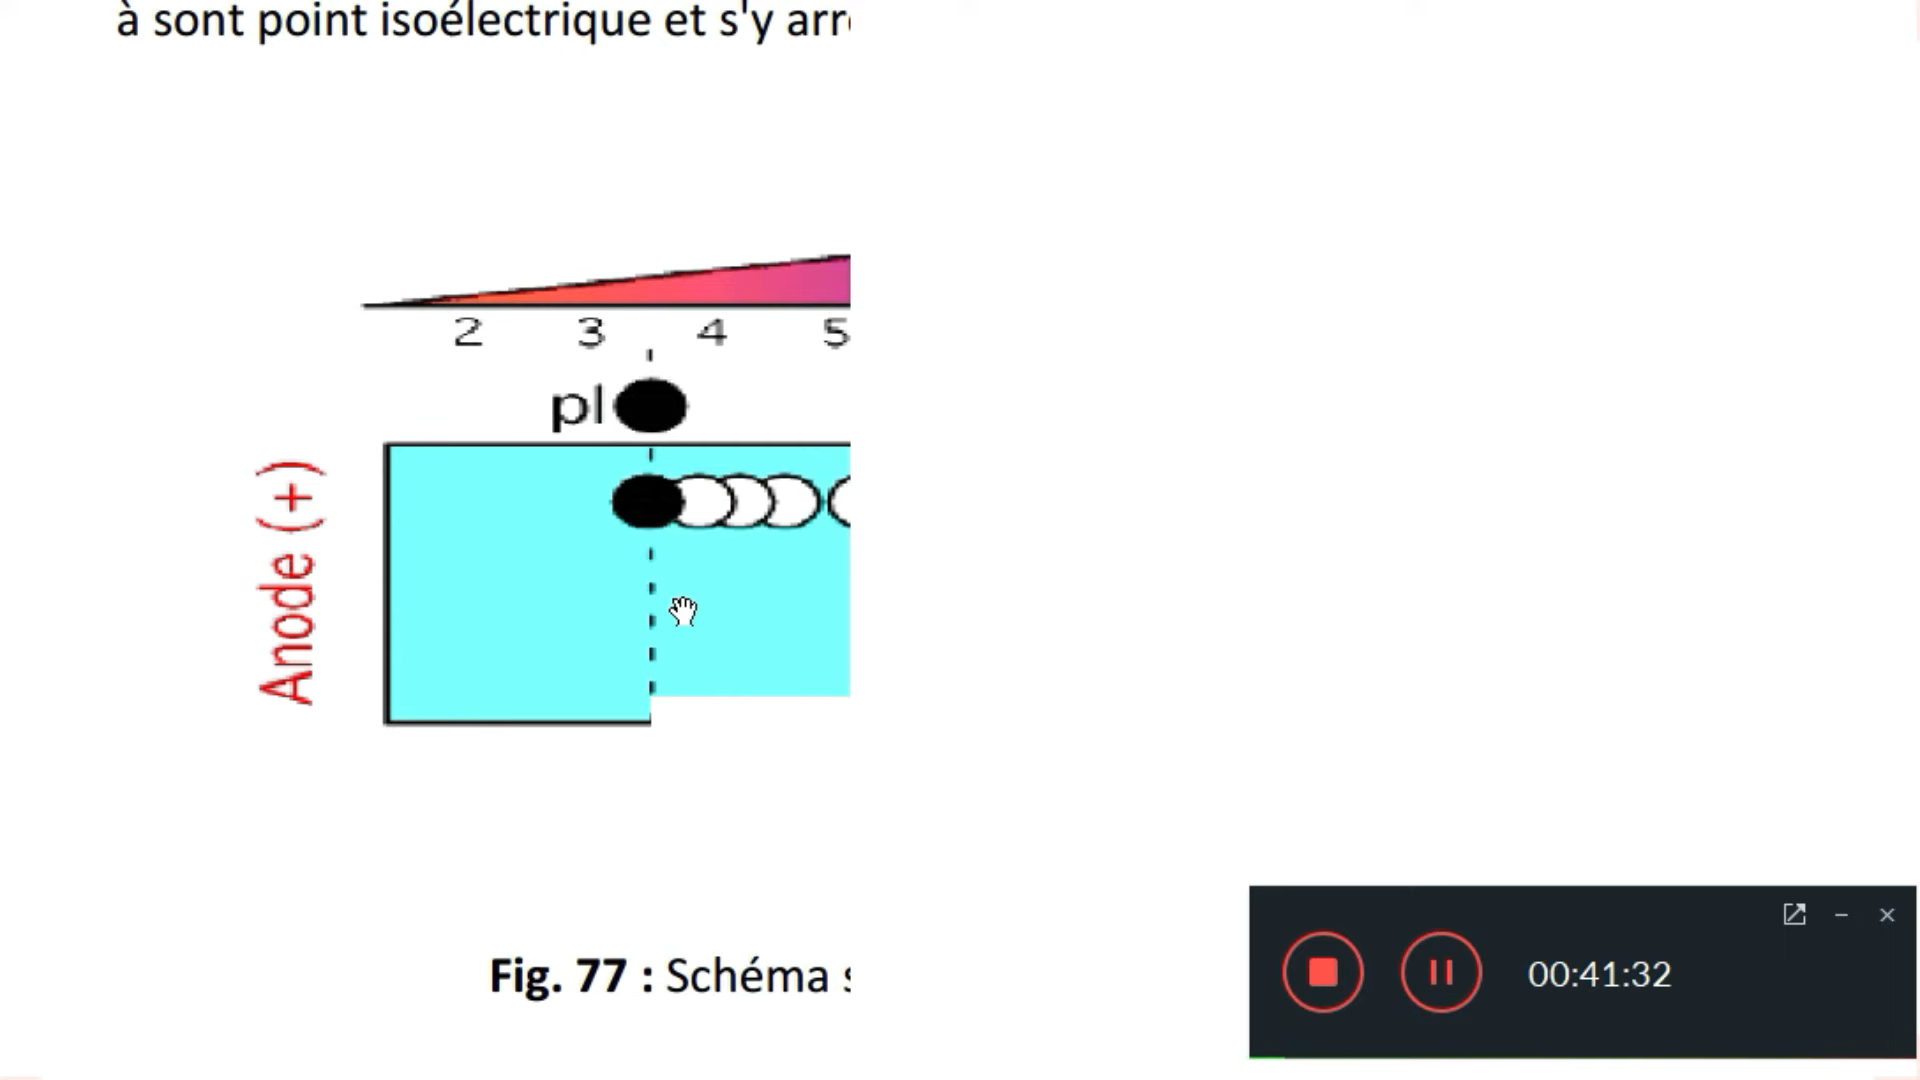 à sont point isoélectrique et s'y arr
2 3 4 5
pI
Anode (+)
Fig. 77 : Schéma
00:41:32